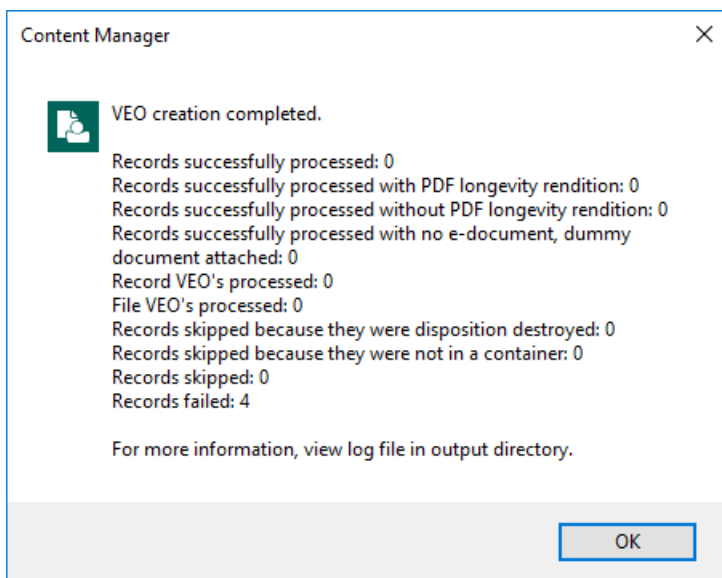 Content Manager
VEO creation completed.
Records successfully processed: 0
Records successfully processed with PDF longevity rendition: 0
Records successfully processed without PDF longevity rendition: 0
Records successfully processed with no e-document, dummy
document attached: 0
Record VEO's processed: 0
File VEO's processed: 0
Records skipped because they were disposition destroyed: 0
Records skipped because they were not in a container: 0
Records skipped: 0
Records failed: 4
For more information, view log file in output directory.
OK